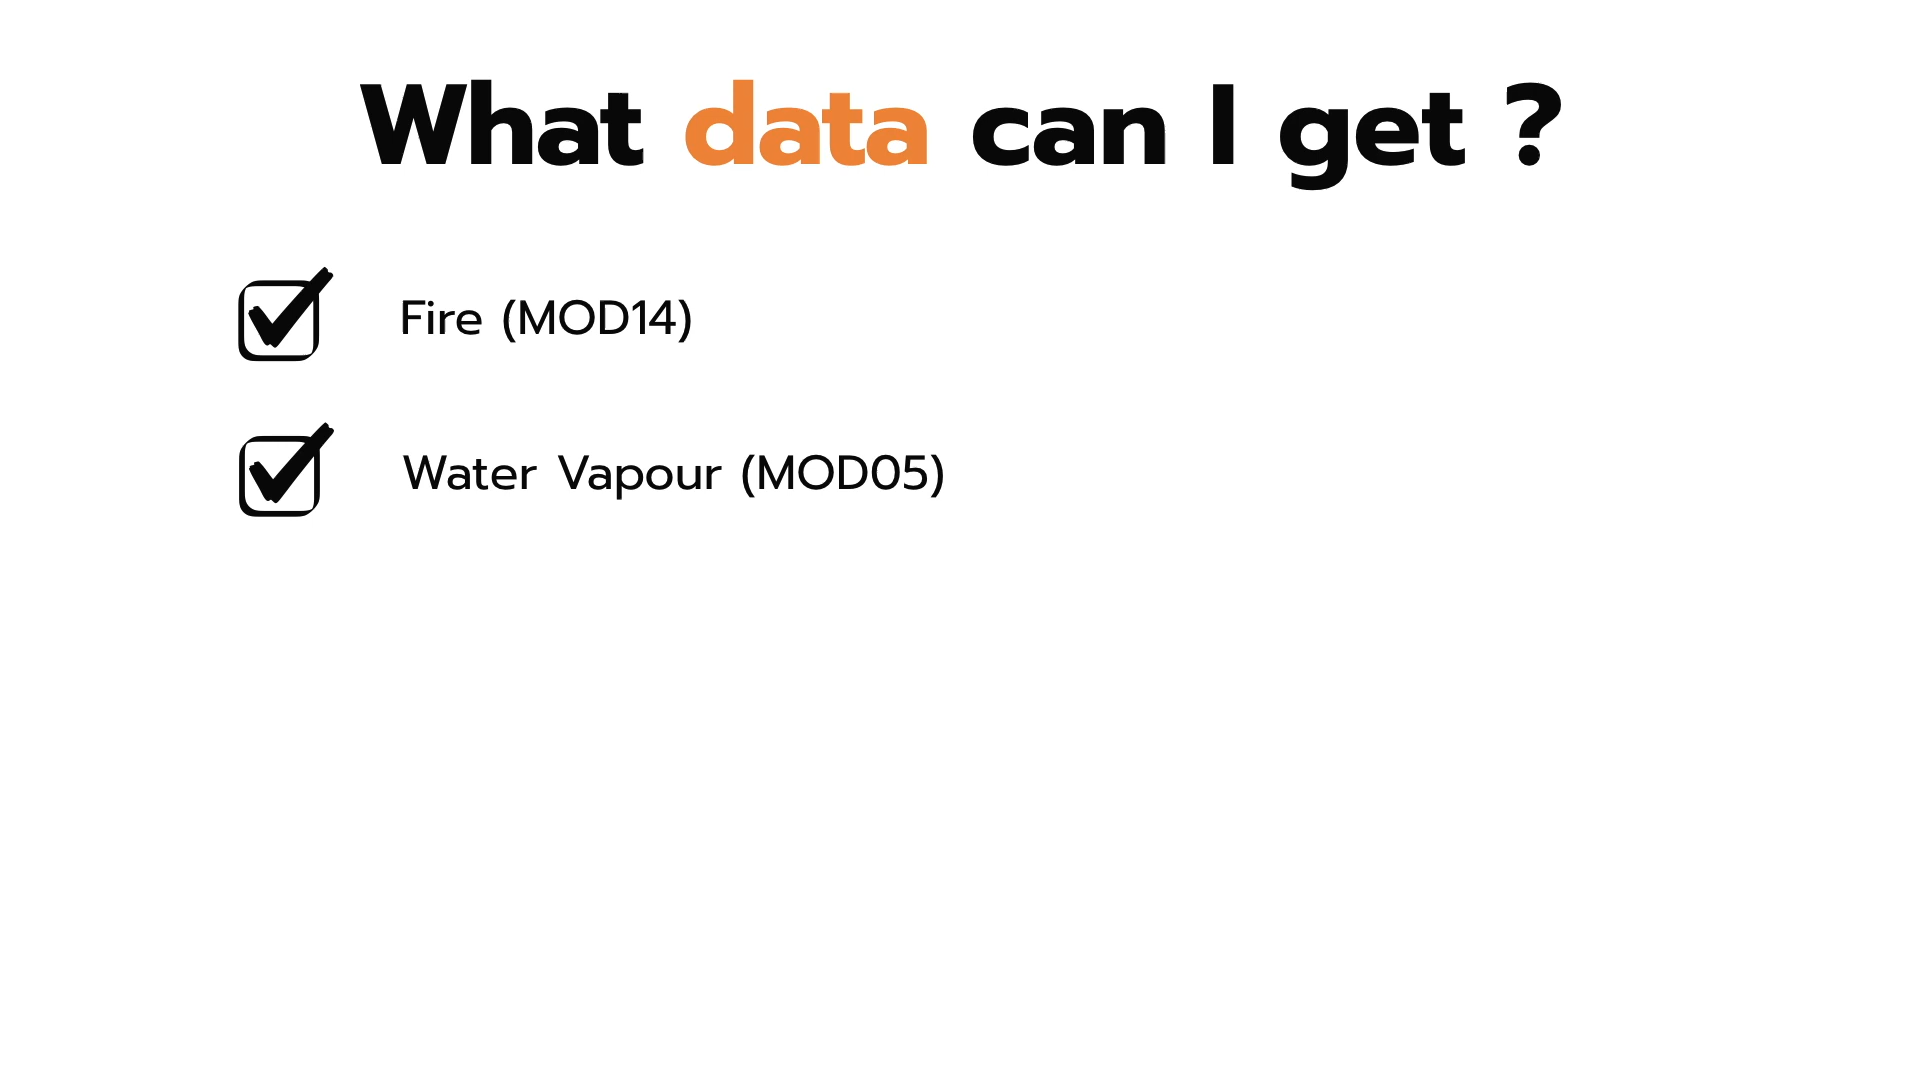 What data can I get ?
Fire (MOD14)
Water Vapour (MOD05)